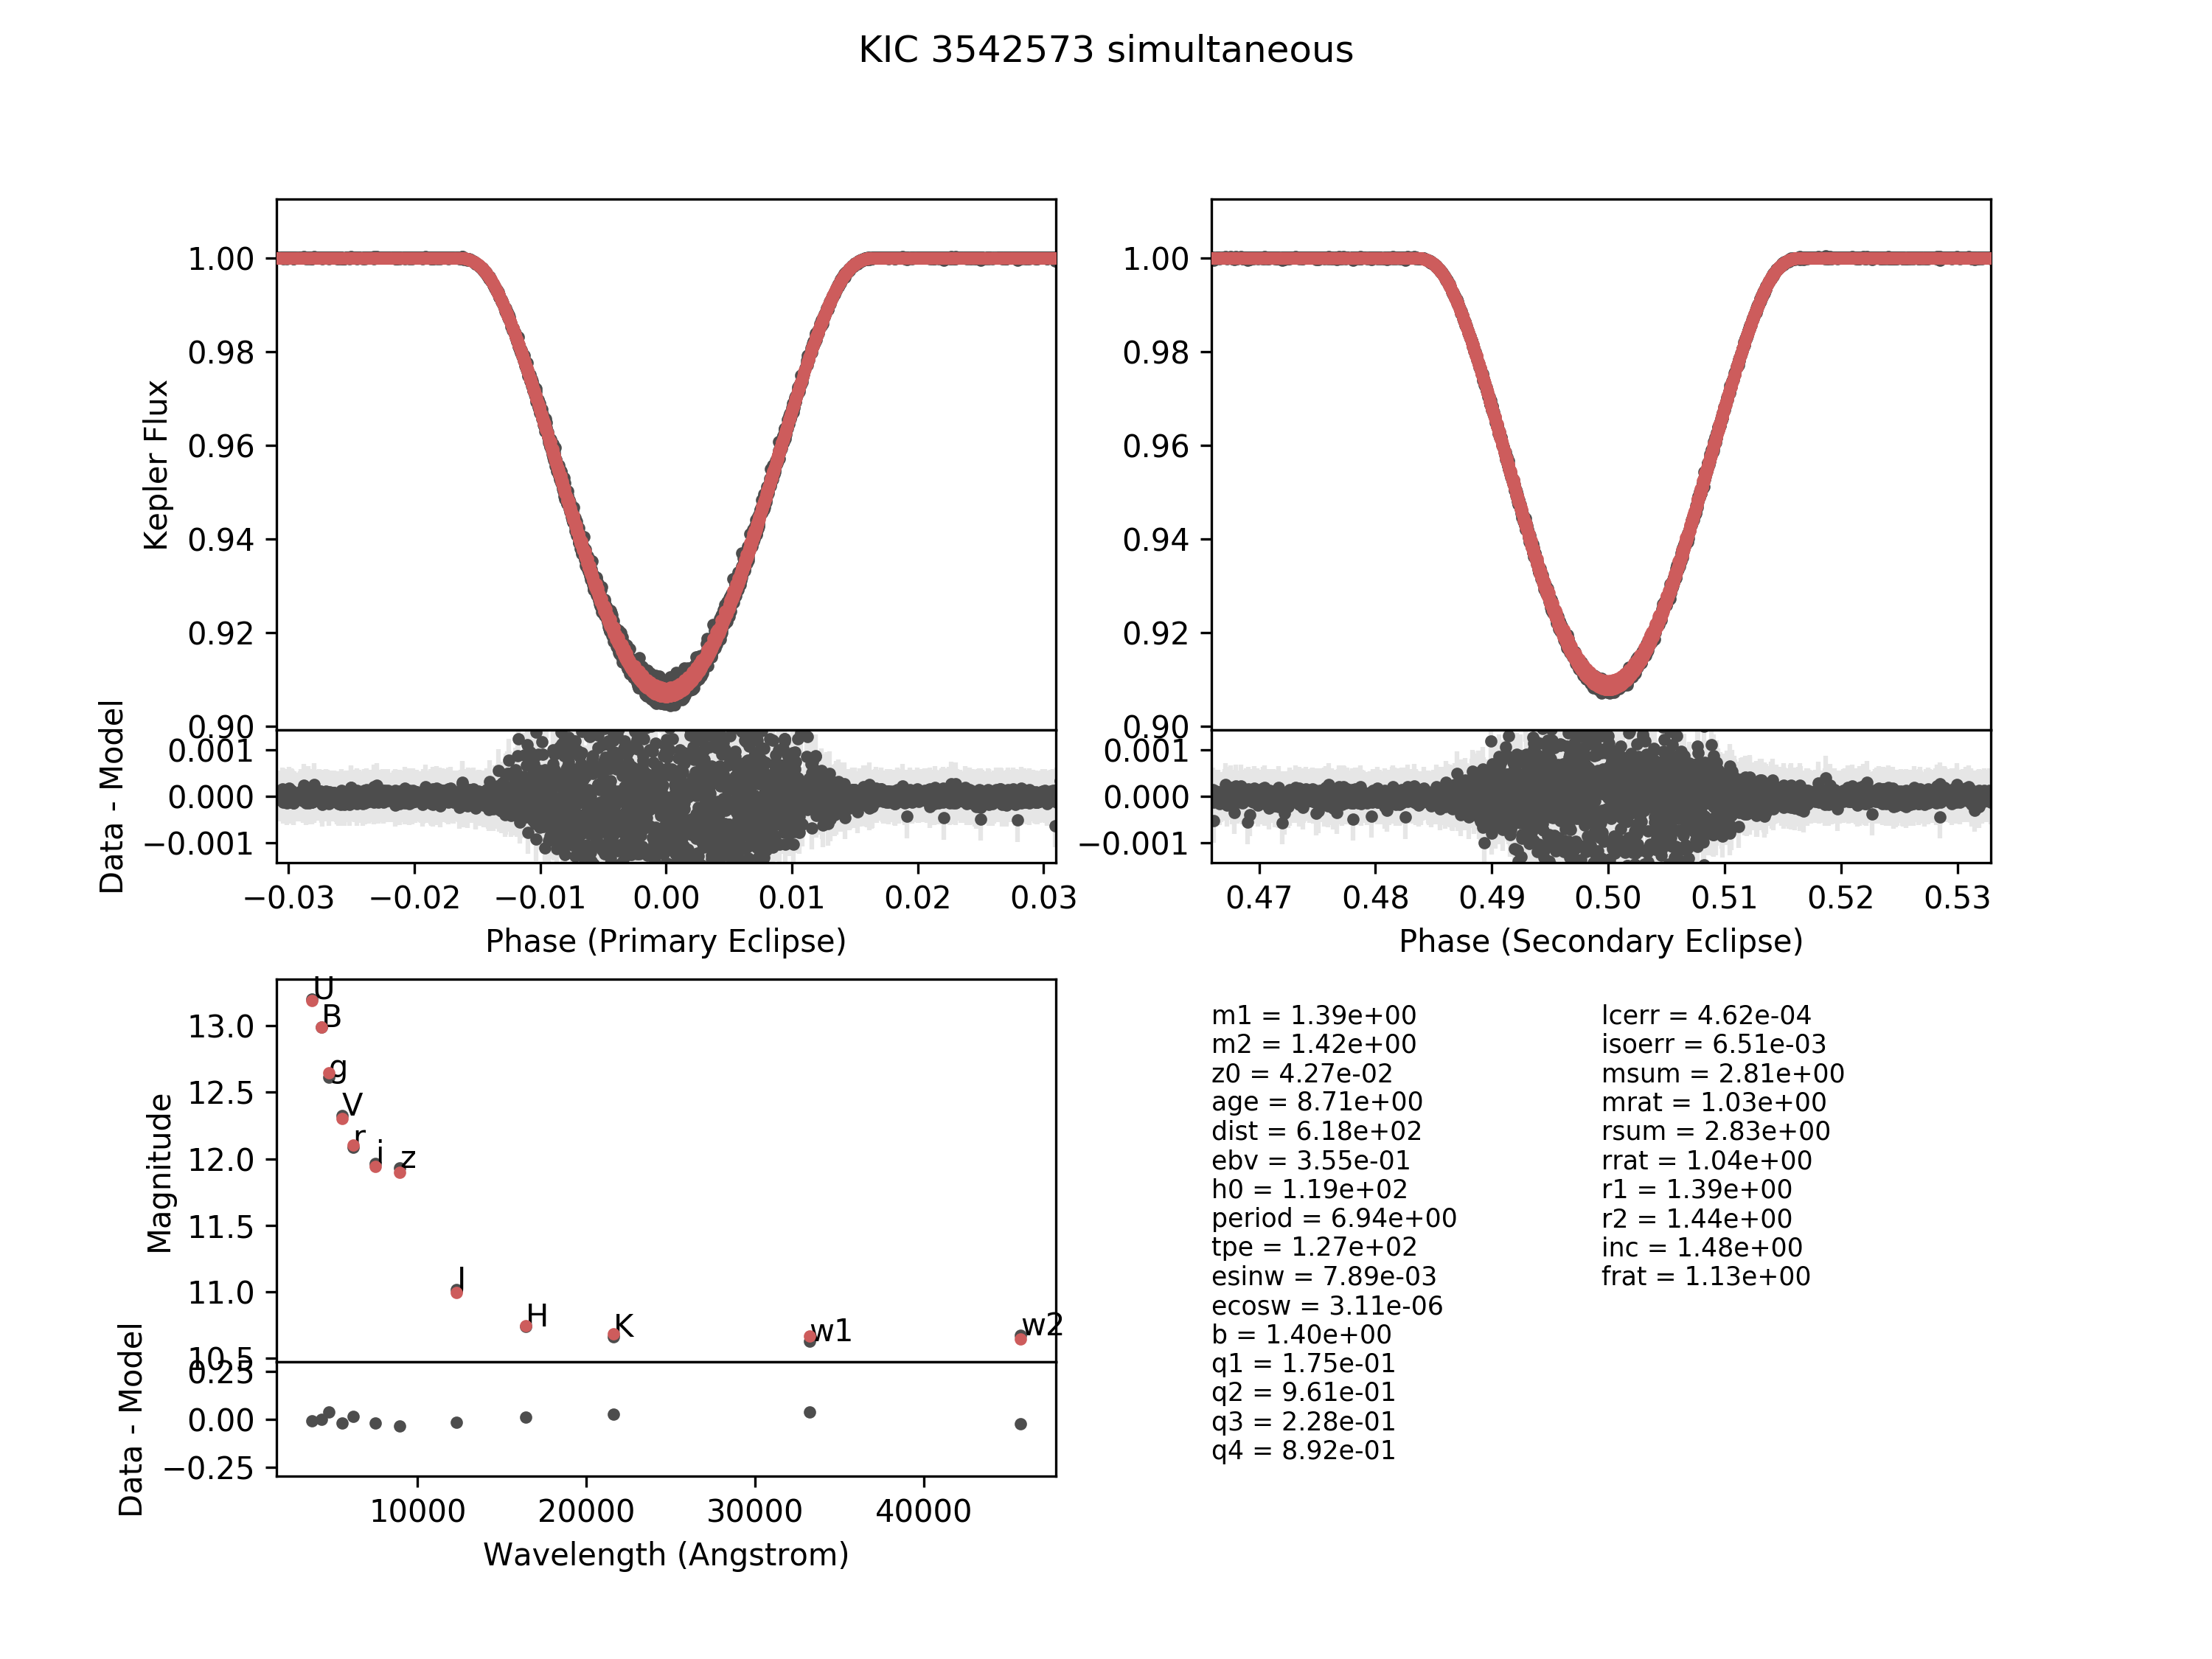 KIC 3542573 simultaneous
Kepler Flux
1.00
0.98
0.96
0.94
0.92
0.90
1.00
0.98
0.96
0.94
0.92
0.90
Data - Model
0.001
0.000
−0.001
0.001
0.000
−0.001
−0.03 −0.02 −0.01 0.00 0.01 0.02 0.03
0.47 0.48 0.49 0.50 0.51 0.52 0.53
Phase (Primary Eclipse)
Phase (Secondary Eclipse)
Magnitude
13.0
12.5
12.0
11.5
11.0
10.5
U
B
g
V
r
i
z
J
H
K
w1
w2
Data - Model
0.25
0.00
−0.25
10000 20000 30000 40000
Wavelength (Angstrom)
m1 = 1.39e+00
m2 = 1.42e+00
z0 = 4.27e-02
age = 8.71e+00
dist = 6.18e+02
ebv = 3.55e-01
h0 = 1.19e+02
period = 6.94e+00
tpe = 1.27e+02
esinw = 7.89e-03
ecosw = 3.11e-06
b = 1.40e+00
q1 = 1.75e-01
q2 = 9.61e-01
q3 = 2.28e-01
q4 = 8.92e-01
lcerr = 4.62e-04
isoerr = 6.51e-03
msum = 2.81e+00
mrat = 1.03e+00
rsum = 2.83e+00
rrat = 1.04e+00
r1 = 1.39e+00
r2 = 1.44e+00
inc = 1.48e+00
frat = 1.13e+00